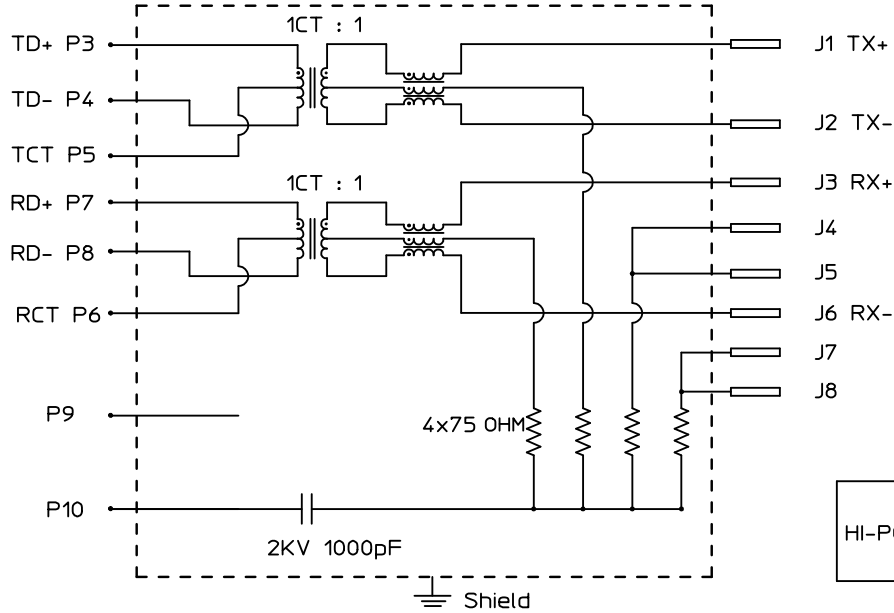 1CT : 1
TD+ P3
J1 TX+
TD- P4
J2 TX-
TCT P5
1CT : 1
J3 RX+
RD+ P7
J4
RD- P8
J5
RCT P6
J6 RX-
J7
J8
P9
4x75 OHM
P10
2KV 1000pF
Shield